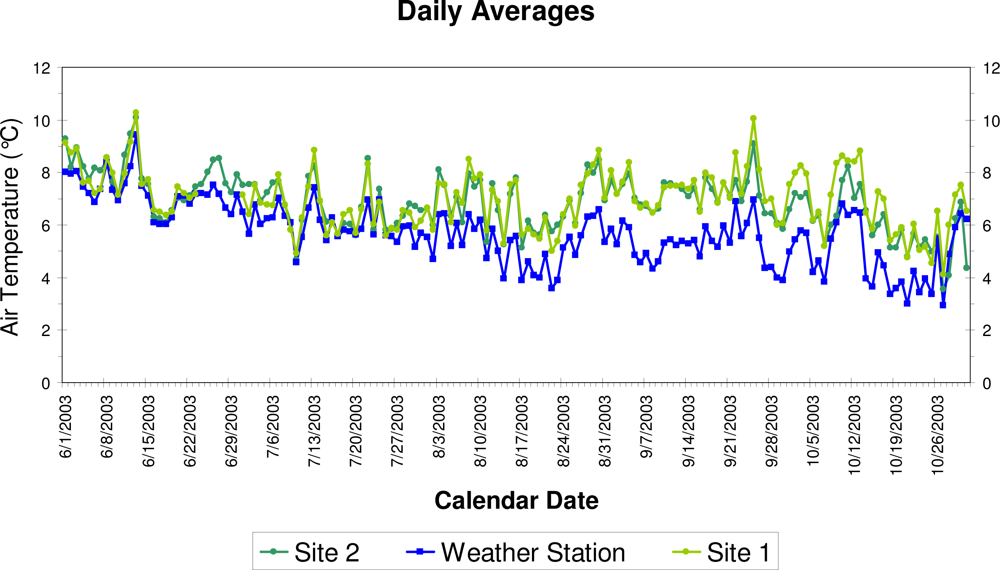 Daily Averages
12 12
10 10
8 8
6 6
4 4
2 2
0 0
Air Temperature (°C)
6/1/2003 6/8/2003 6/15/2003 6/22/2003 6/29/2003 7/6/2003 7/13/2003 7/20/2003 7/27/2003 8/3/2003 8/10/2003 8/17/2003 8/24/2003 8/31/2003 9/7/2003 9/14/2003 9/21/2003 9/28/2003 10/5/2003 10/12/2003 10/19/2003 10/26/2003
Calendar Date
Site 2 Weather Station Site 1